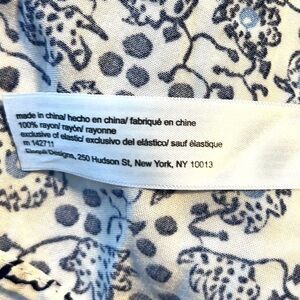 made in china/ hecho en china/ fabriqué en chine
100% rayon/ rayón/ rayonne
exclusive of elastic/ exclusivo del elástico/ sauf élastique
rn 142711
Designs, 250 Hudson St, New York, NY 10013